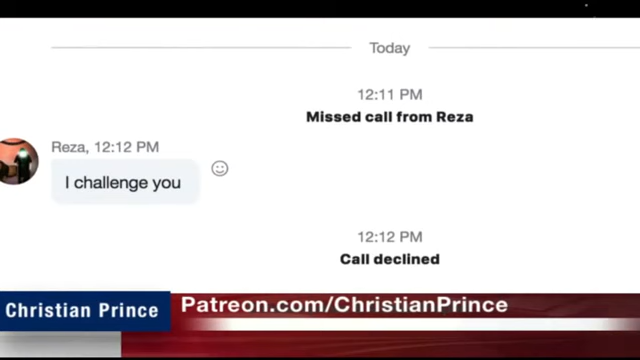 Today
12:11 PM
Missed call from Reza
Reza, 12:12 PM
I challenge you
12:12 PM
Call declined
Christian Prince
Patreon.com/ChristianPrince